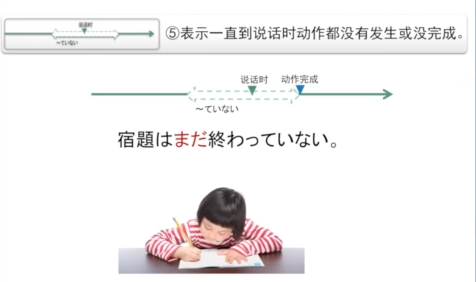 说话时
～ていない
⑤表示一直到说话时动作都没有发生或没完成。
说话时 动作完成
～ていない
宿題はまだ終わっていない。